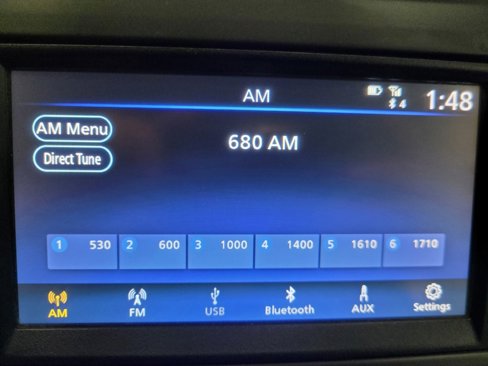 AM
4
1:48
AM Menu
680 AM
Direct Tune
1 530 2 600 3 1000 4 1400 5 1610 6 1710
AM FM USB Bluetooth AUX Settings